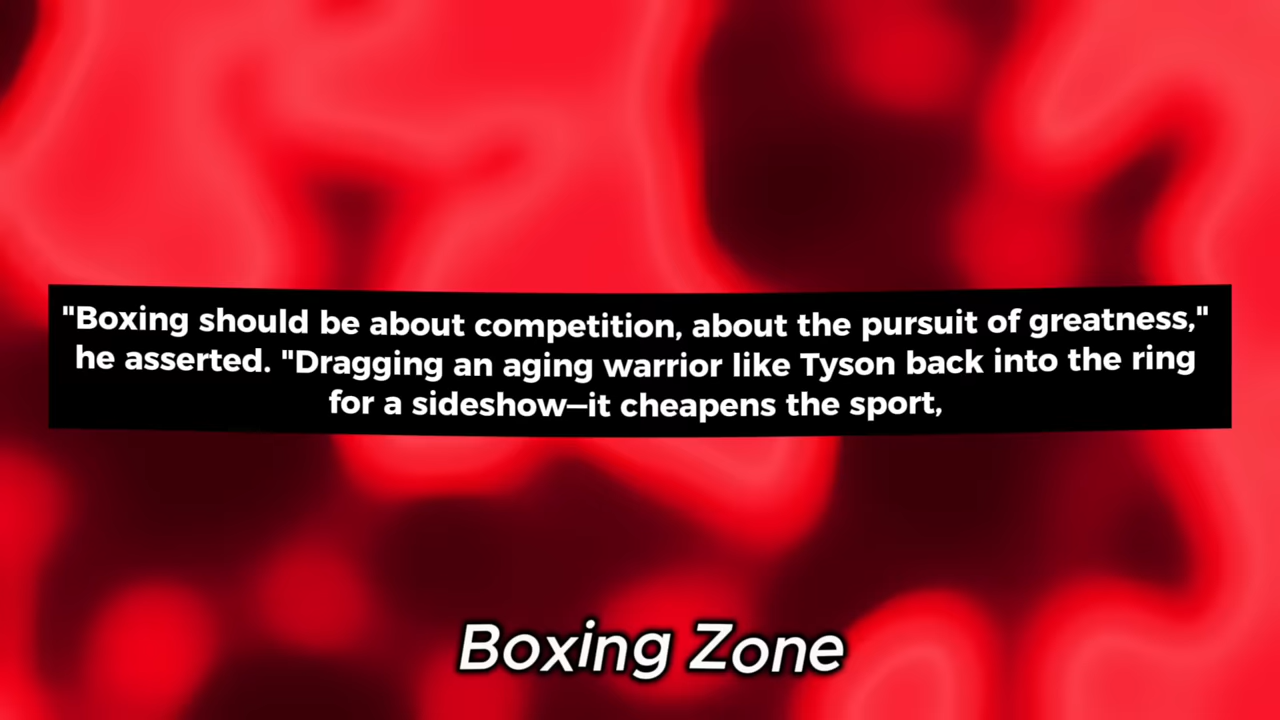 "Boxing should be about competition, about the pursuit of greatness,"
he asserted. "Dragging an aging warrior like Tyson back into the ring
for a sideshow—it cheapens the sport,
Boxing Zone